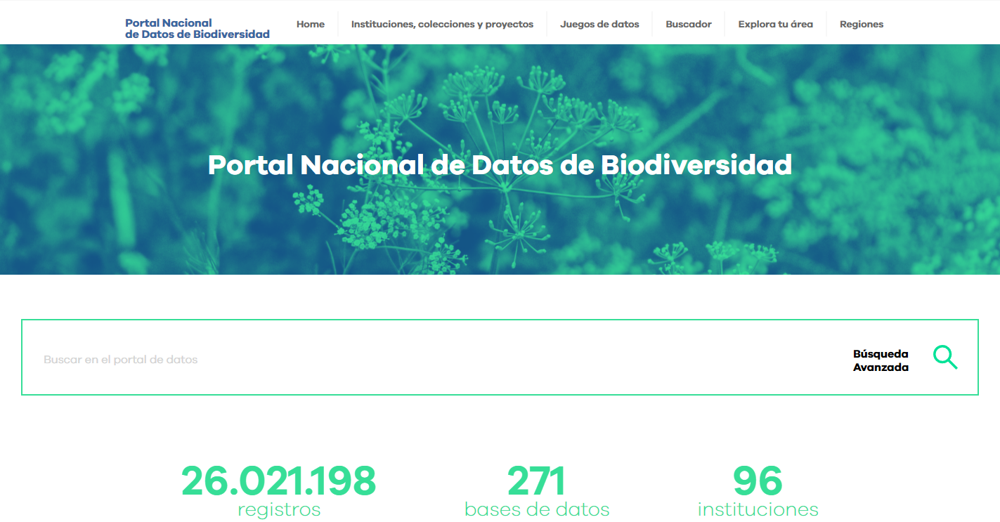 Portal Nacional
de Datos de Biodiversidad
Home
Instituciones, colecciones y proyectos
Juegos de datos
Buscador
Explora tu área
Regiones
Portal Nacional de Datos de Biodiversidad
Buscar en el portal de datos
Búsqueda
Avanzada
26.021.198
registros
271
bases de datos
96
instituciones